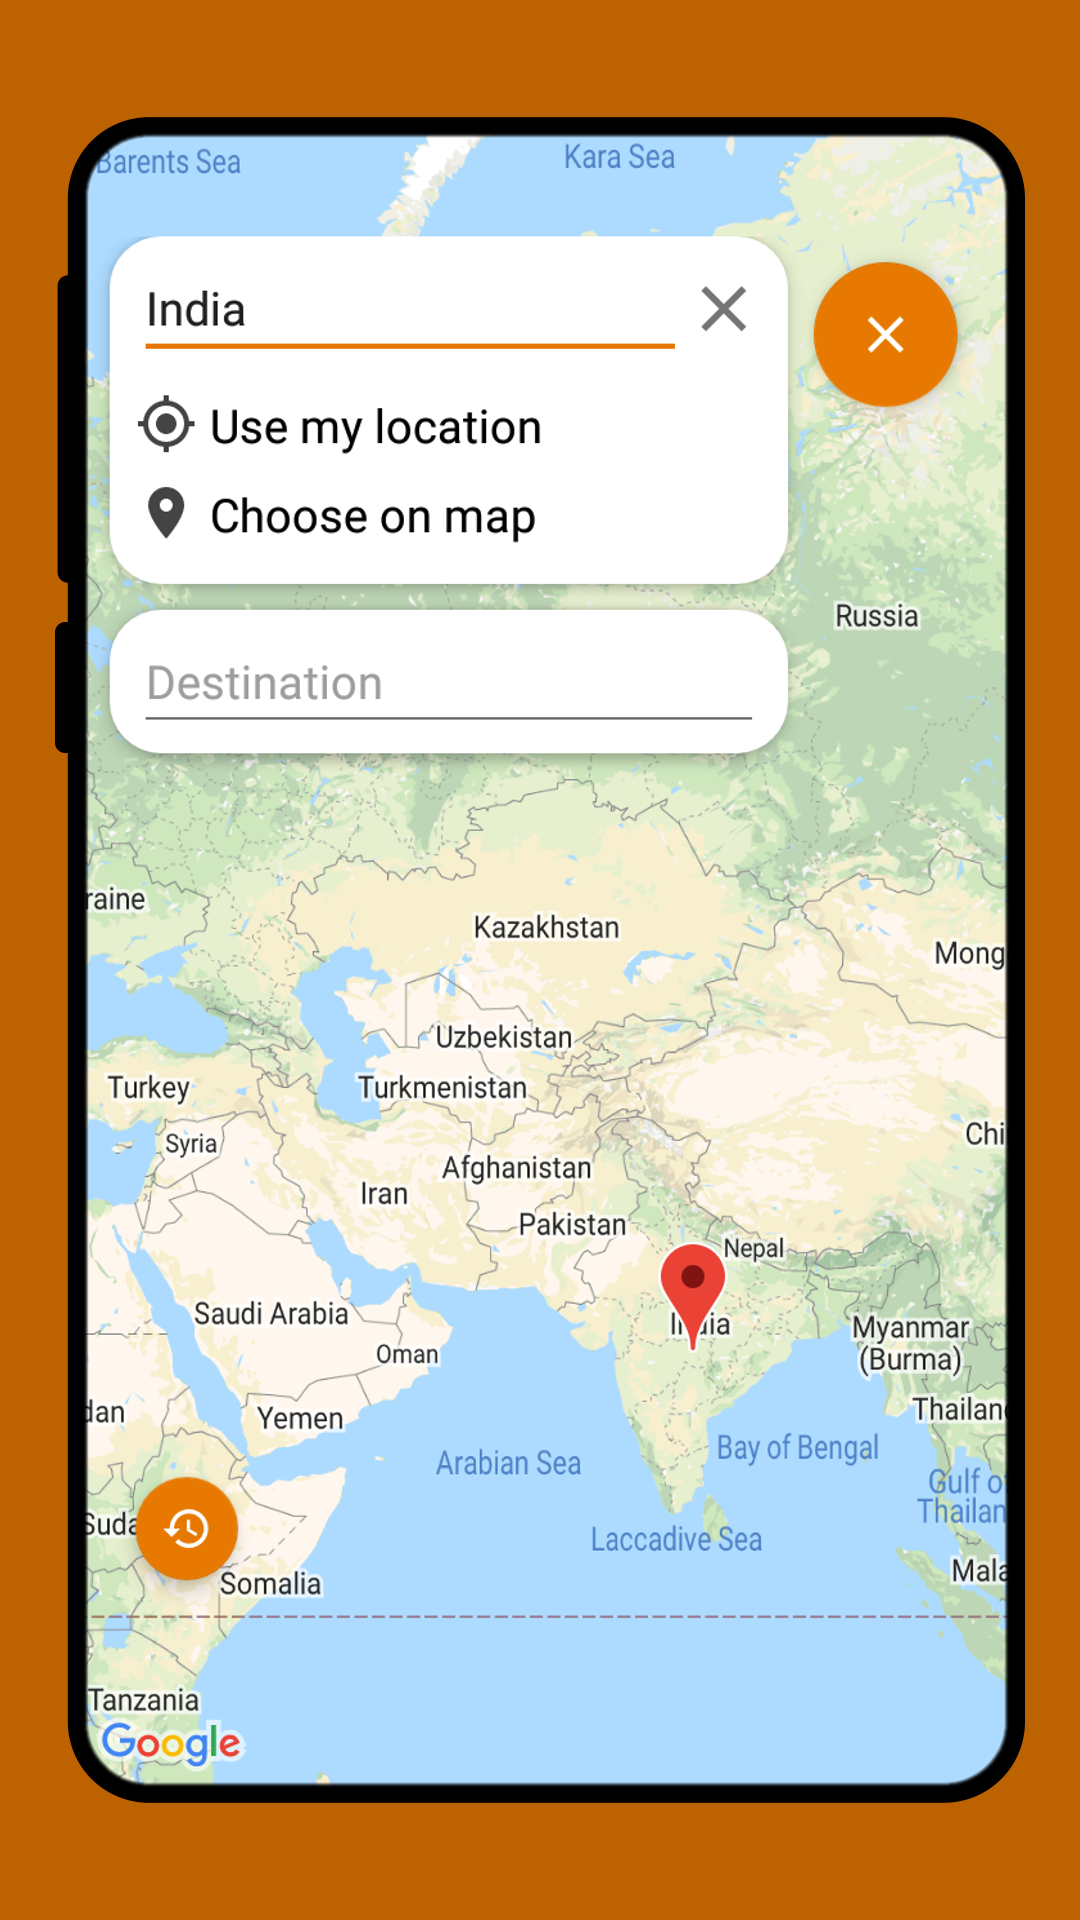 Barents Sea
Kara Sea
India
Use my location
Choose on map
Russia
Destination
raine
Kazakhstan
Mong
Uzbekistan
Turkey
Turkmenistan
Chi
Syria
Afghanistan
Iran
Pakistan
Nepal
Saudi Arabia
India
Myanmar
(Burma)
Oman
dan
Yemen
Thailan
Bay of Bengal
Arabian Sea
Gulf o
Thailan
Suda
Laccadive Sea
Mala
Somalia
Tanzania
Google